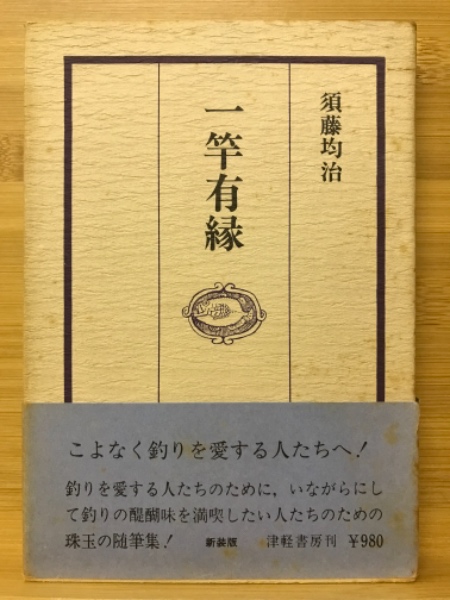 須藤均治
一竿有縁
こよなく釣りを愛する人たちへ！
釣りを愛する人たちのために，いながらにし
て釣りの醍醐味を満喫したい人たちのための
珠玉の随筆集！ 新装版 津軽書房刊 ¥980